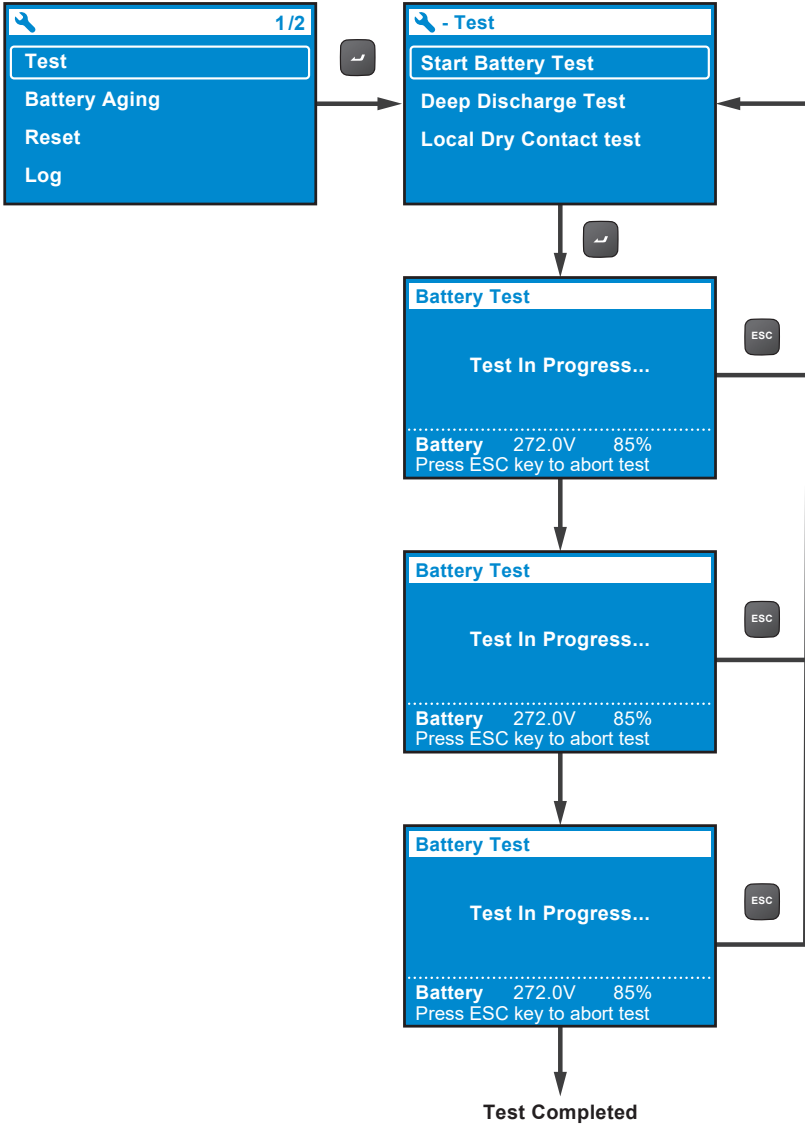 1/2
Test
Battery Aging
Reset
Log
- Test
Start Battery Test
Deep Discharge Test
Local Dry Contact test
Battery Test
Test In Progress...
Battery 272.0V 85%
Press ESC key to abort test
ESC
Battery Test
Test In Progress...
Battery 272.0V 85%
Press ESC key to abort test
ESC
Battery Test
Test In Progress...
Battery 272.0V 85%
Press ESC key to abort test
ESC
Test Completed